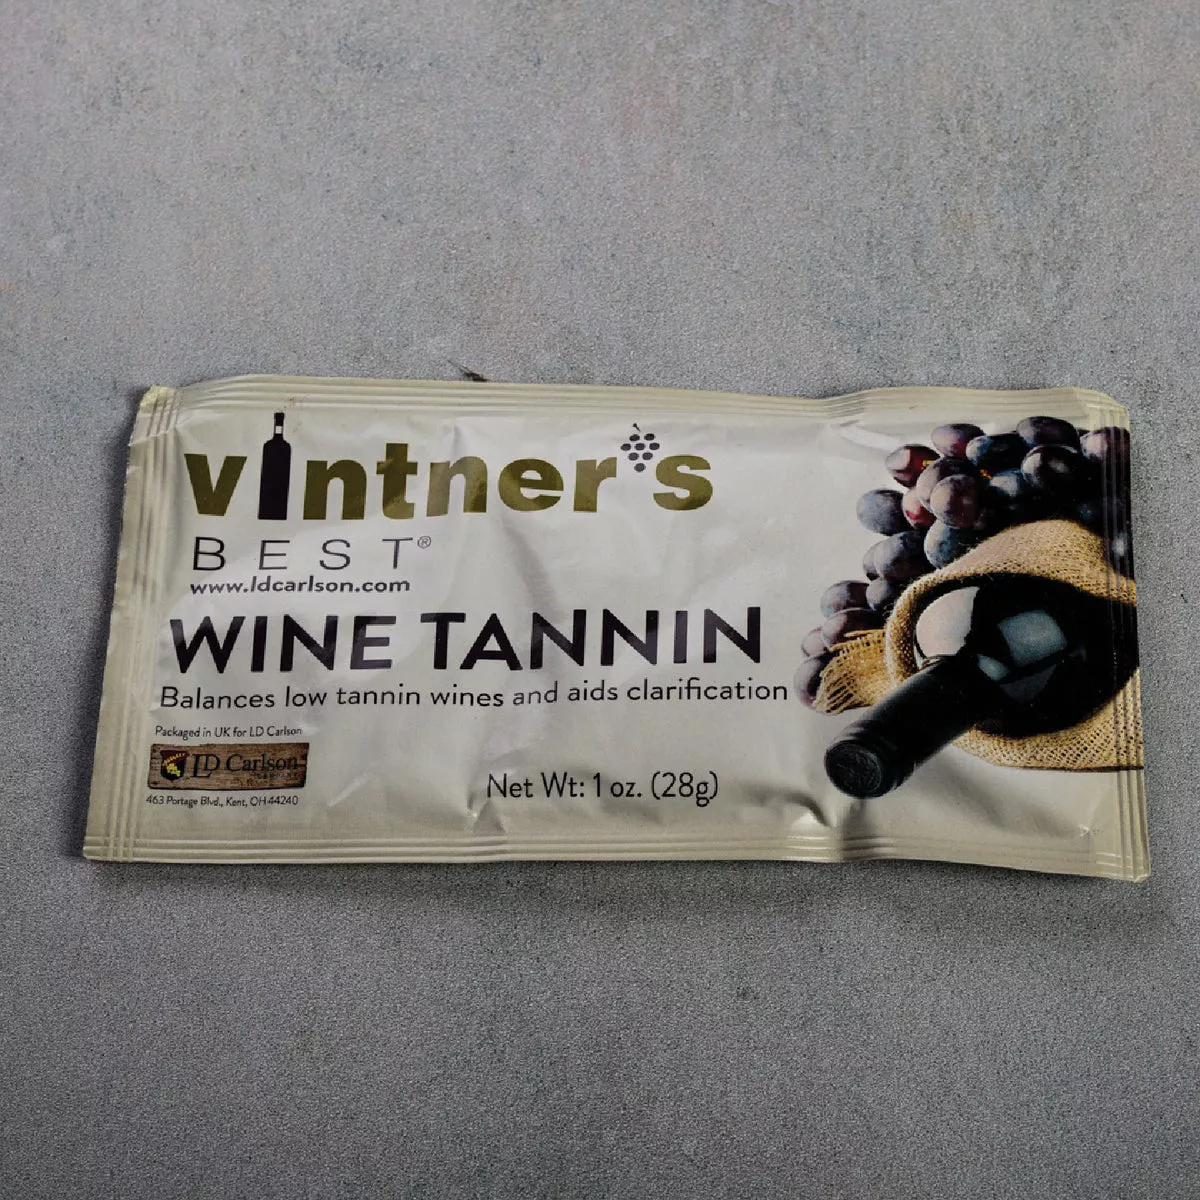 vintner's
BEST®
www.ldcarlson.com
WINE TANNIN
Balances low tannin wines and aids clarification
Packaged in UK for LD Carlson
LD Carlson
COMPANY
463 Portage Blvd., Kent, OH 44240
Net Wt: 1 oz. (28g)